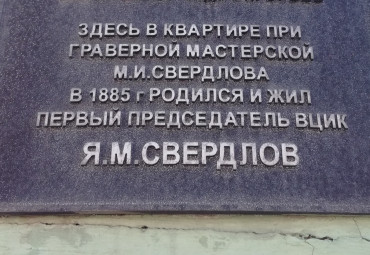 ЗДЕСЬ В КВАРТИРЕ ПРИ
ГРАВЕРНОЙ МАСТЕРСКОЙ
М.И.СВЕРДЛОВА
В 1885 г РОДИЛСЯ И ЖИЛ
ПЕРВЫЙ ПРЕДСЕДАТЕЛЬ ВЦИК
Я.М.СВЕРДЛОВ